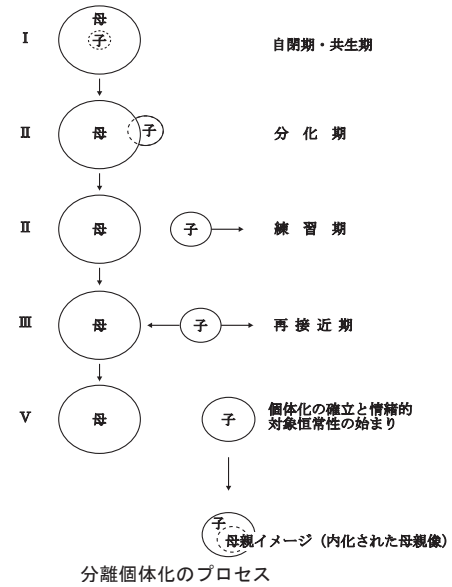 母
子
Ⅰ
自閉期・共生期
Ⅱ
母
子
分化期
Ⅱ
母
子
練習期
Ⅲ
母
子
再接近期
Ⅴ
母
子
個体化の確立と情緒的
対象恒常性の始まり
子
母親イメージ（内化された母親像）
分離個体化のプロセス